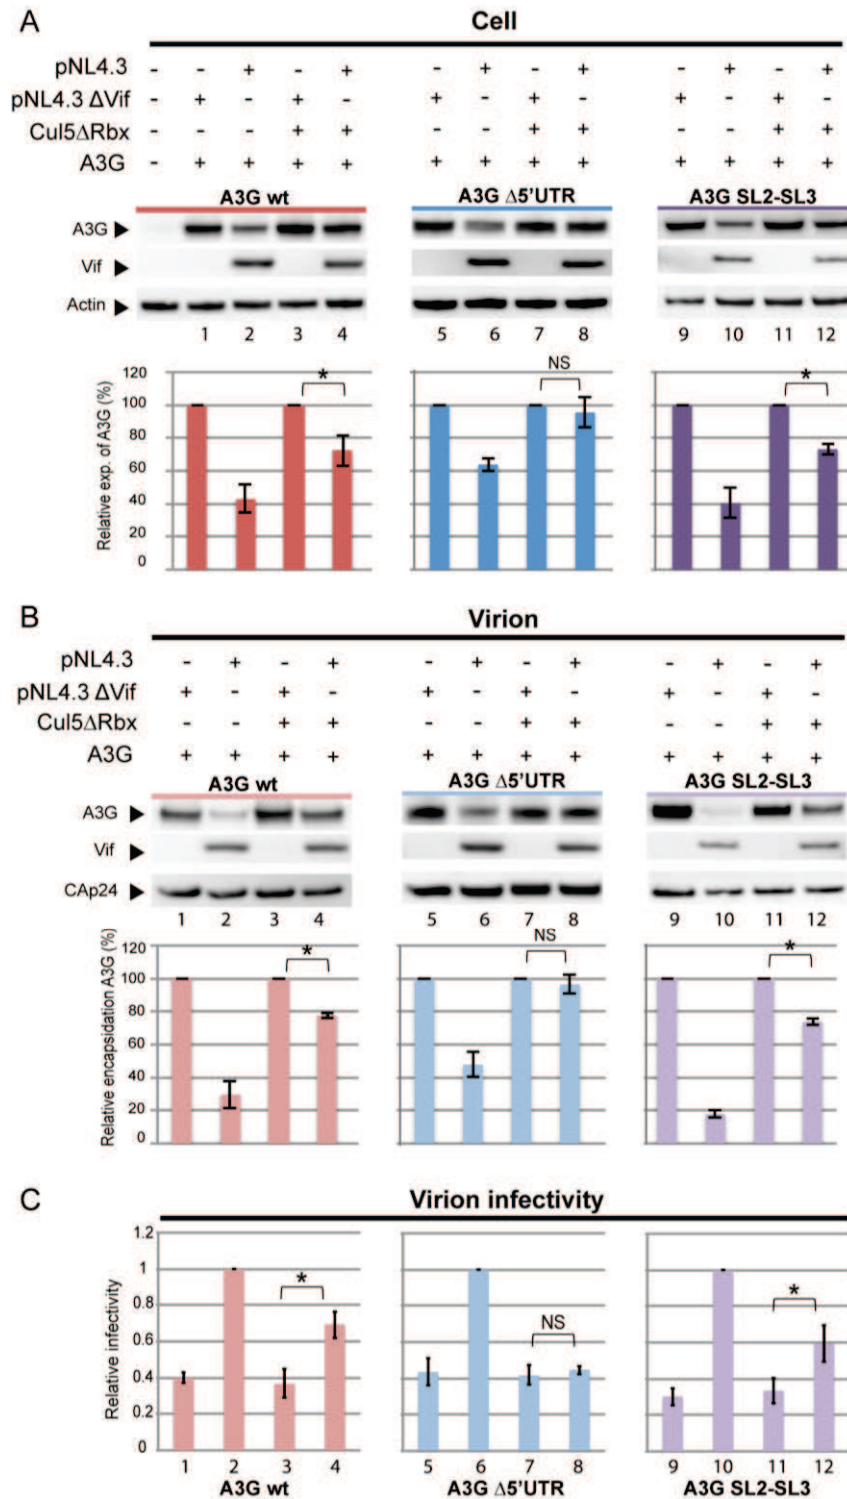 A
Cell
pNL4.3 - - + - + - + - + - + - +
pNL4.3 ΔVif - + - + - + - + - + - + -
Cul5ΔRbx - - - + + - - + + - - + +
A3G - + + + + + + + + + + + +
A3G wt A3G Δ5'UTR A3G SL2-SL3
A3G
Vif
Actin
1 2 3 4 5 6 7 8 9 10 11 12
Relative exp. of A3G (%)
120
100
80
60
40
20
0
* NS *
B
Virion
pNL4.3 - + - + - + - + - + - +
pNL4.3 ΔVif + - + - + - + - + - + -
Cul5ΔRbx - - + + - - + + - - + +
A3G + + + + + + + + + + + +
A3G wt A3G Δ5'UTR A3G SL2-SL3
A3G
Vif
CAp24
1 2 3 4 5 6 7 8 9 10 11 12
Relative encapsidation A3G (%)
120
100
80
60
40
20
0
* NS *
C
Virion infectivity
Relative infectivity
1.2
1
0.8
0.6
0.4
0.2
0
* NS *
1 2 3 4 5 6 7 8 9 10 11 12
A3G wt A3G Δ5'UTR A3G SL2-SL3